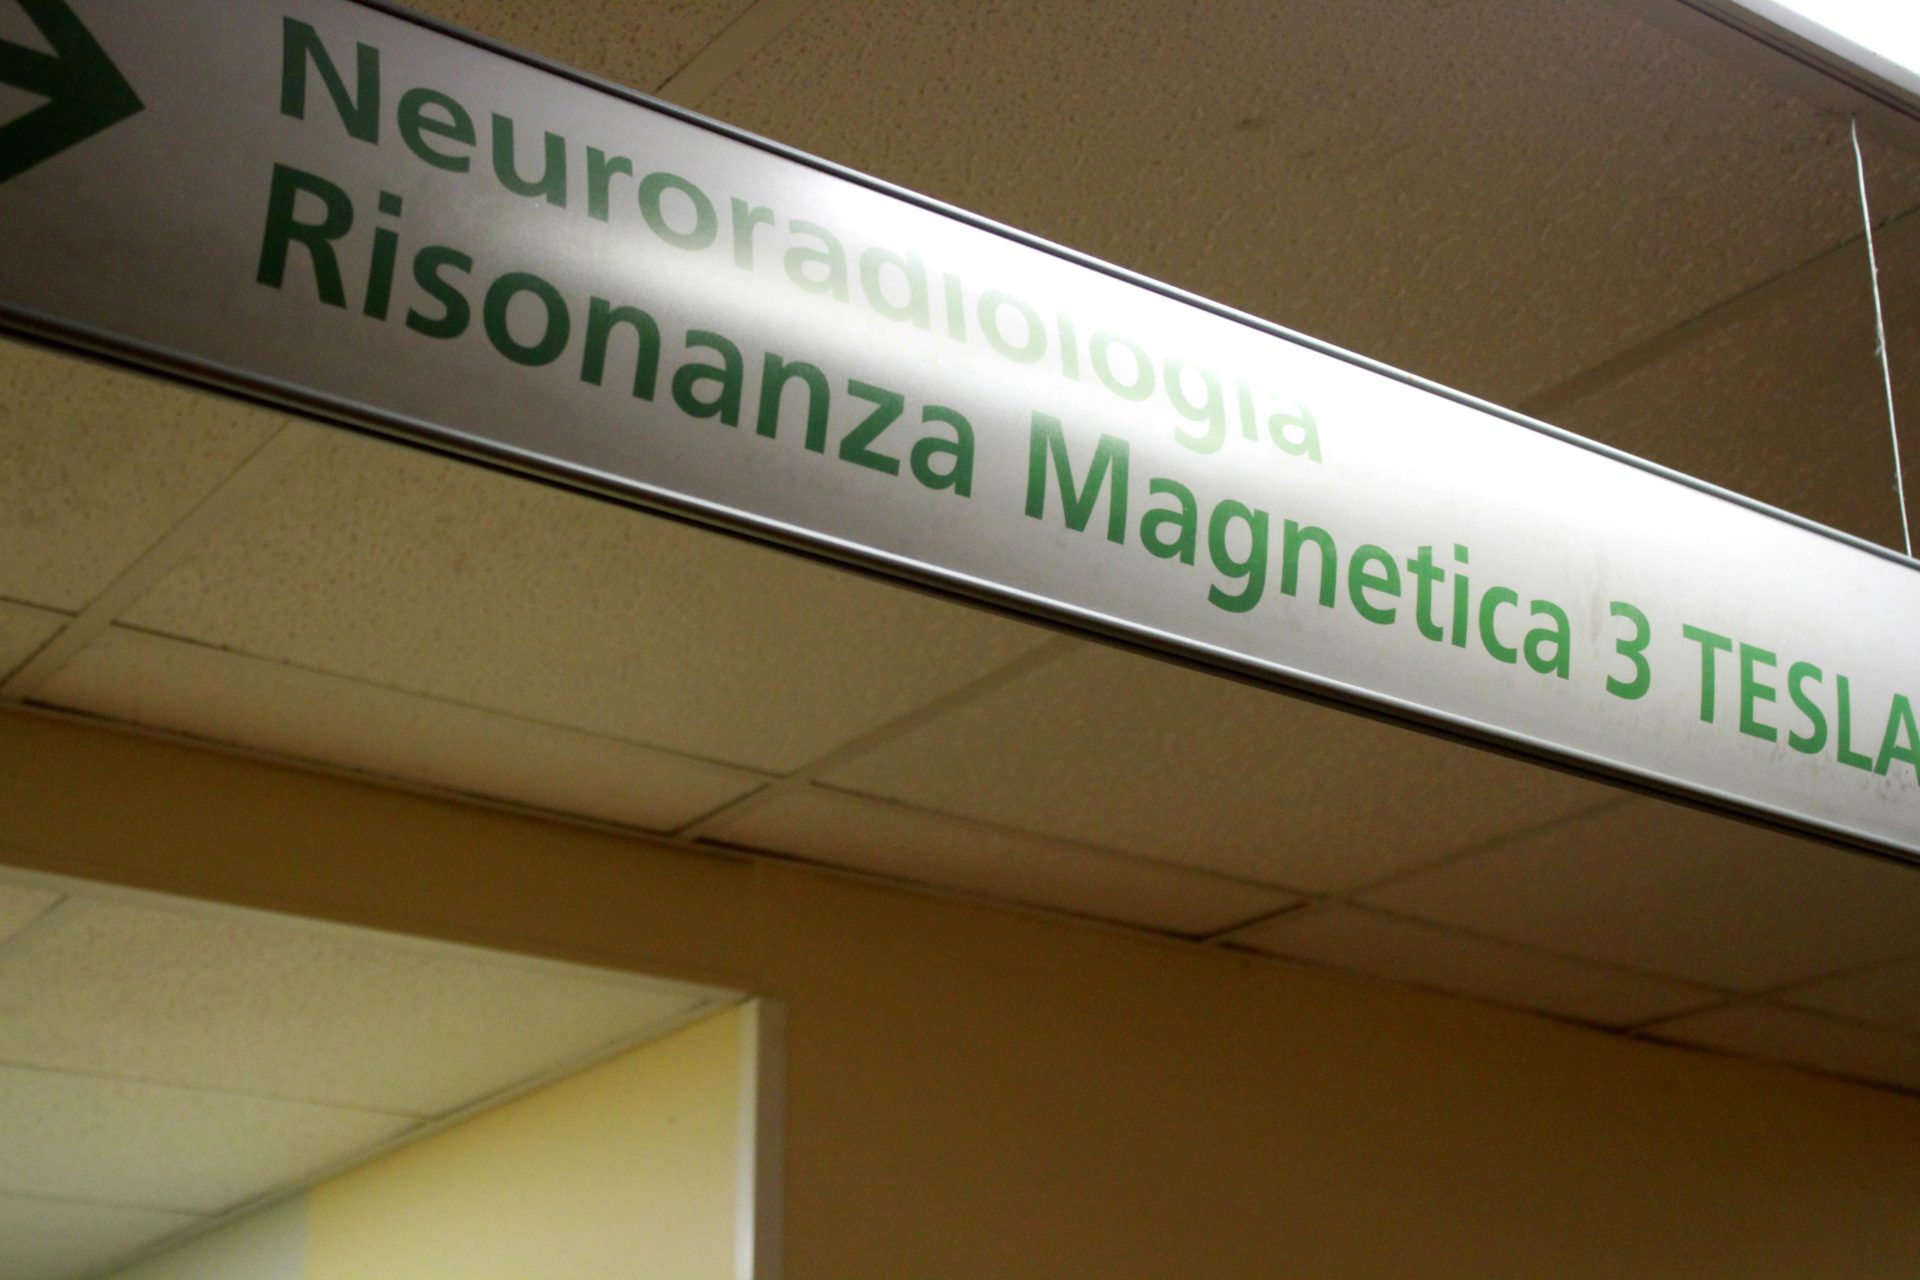 Neuroradiologia
Risonanza Magnetica 3 TESLA